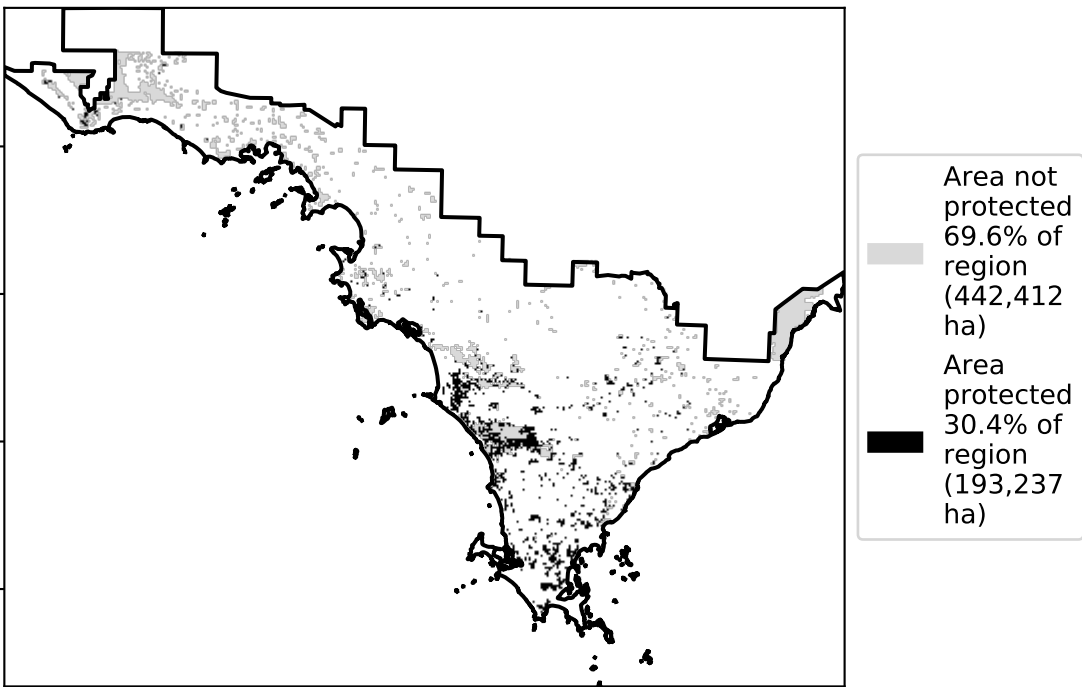 Area not
protected
69.6% of
region
(442,412
ha)
Area
protected
30.4% of
region
(193,237
ha)